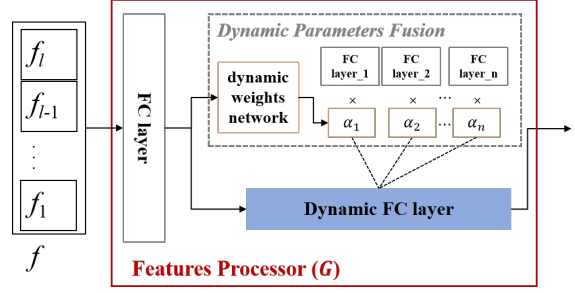 f_l
f_{l-1}
⋮
f_1
f
FC layer
Dynamic Parameters Fusion
dynamic
weights
network
FC
layer_1
FC
layer_2
FC
layer_n
× × ... ×
α_1
α_2
...
α_n
Dynamic FC layer
Features Processor (G)